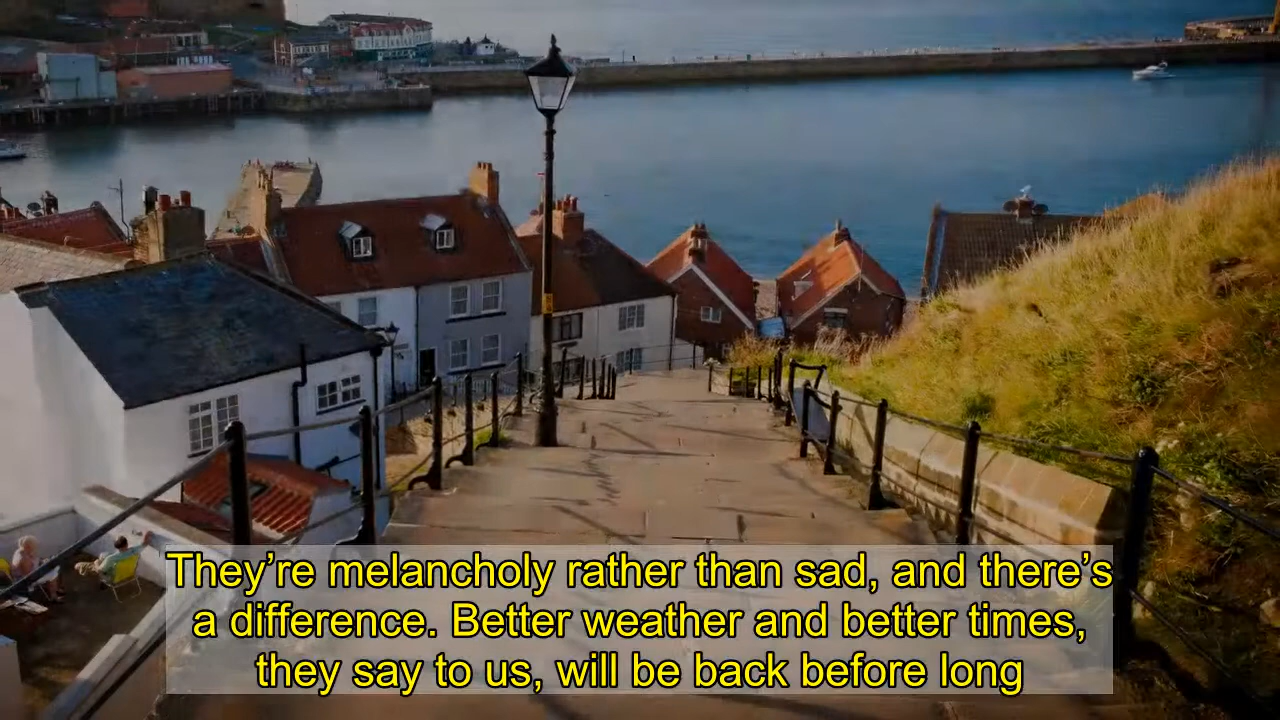 They’re melancholy rather than sad, and there’s
a difference. Better weather and better times,
they say to us, will be back before long